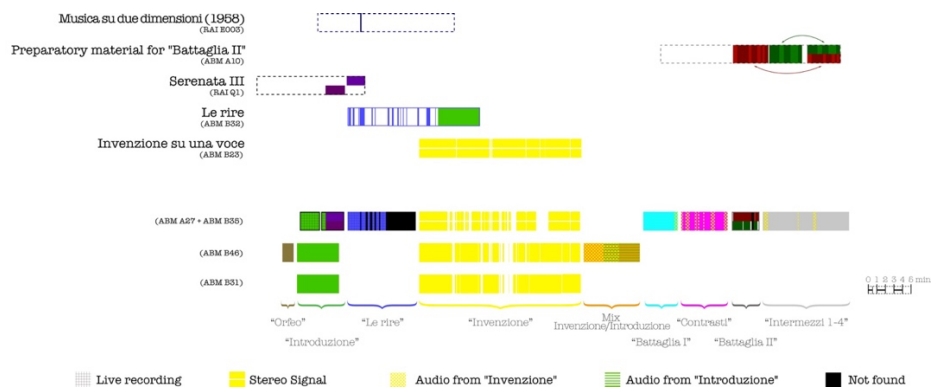 Musica su due dimensioni (1958)
(RAI E003)
Preparatory material for "Battaglia II"
(ABM A10)
Serenata III
(RAI Q1)
Le rire
(ABM B32)
Invenzione su una voce
(ABM B23)
(ABM A27 + ABM B35)
(ABM B46)
(ABM B31)
0 1 2 3 4 5 min
"Orfeo"
"Introduzione"
"Le rire"
"Invenzione"
Mix
Invenzione/Introduzione
"Battaglia I"
"Contrasti"
"Battaglia II"
"Intermezzi 1-4"
Live recording
Stereo Signal
Audio from "Invenzione"
Audio from "Introduzione"
Not found